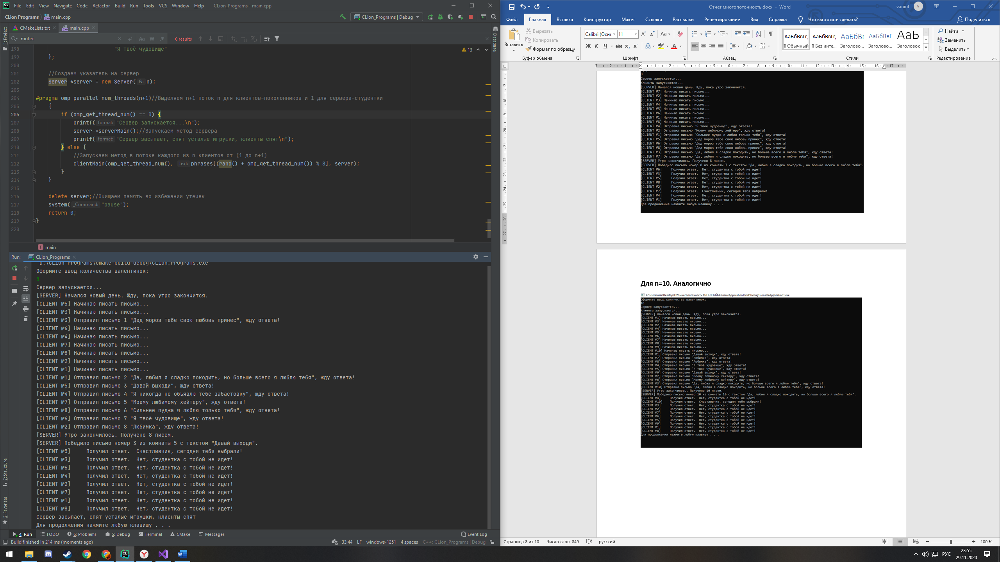 File Edit View Navigate Code Refactor Build Run Tools VCS Window Help CLion_Programs - main.cpp
CLion Programs main.cpp CLion_Programs | Debug
CMakeLists.txt main.cpp
mutex 0 results
1: Project
Database
13
198 "Я твоё чудовище"
199 };
200
201 //Создаем указатель на сервер
202 Server *server = new Server( &: n);
203
204 #pragma omp parallel num_threads(n+1)//Выделяем n+1 поток n для клиентов-поколонников и 1 для сервера-студентки
205 {
206 if (omp_get_thread_num() == 0) {
207 printf( format: "Сервер запускается...\n");
208 server->serverMain();//Запускаем метод сервера
209 printf( format: "Сервер засыпает, спят усталые игрушки, клиенты спят\n");
210 } else {
211 //Запускаем метод в потоке каждого из n клиентов от (1 до n+1)
212 clientMain(omp_get_thread_num(), text: phrases[(rand() + omp_get_thread_num()) % 8], server);
213 }
214 }
215
216 delete server;//Очищаем память во избежании утечек
217 system( _Command: "pause");
218 return 0;
219 }
220
main
Run: CLion_Programs
D:\CLion Programs\cmake-build-debug\CLion_Programs.exe
Оформите ввод количества валентинок:
8
Сервер запускается...
[SERVER] Начался новый день. Жду, пока утро закончится.
[CLIENT №5] Начинаю писать письмо...
[CLIENT №3] Начинаю писать письмо...
[CLIENT №3] Отправил письмо 1 "Дед мороз тебе свою любовь принес", жду ответа!
[CLIENT №6] Начинаю писать письмо...
[CLIENT №4] Начинаю писать письмо...
[CLIENT №7] Начинаю писать письмо...
[CLIENT №8] Начинаю писать письмо...
[CLIENT №2] Начинаю писать письмо...
[CLIENT №1] Начинаю писать письмо...
[CLIENT №1] Отправил письмо 2 "Да, любил я сладко покодить, но больше всего я люблю тебя", жду ответа!
[CLIENT №5] Отправил письмо 3 "Давай выходи", жду ответа!
[CLIENT №4] Отправил письмо 4 "Я никогда не объявлю тебе забастовку", жду ответа!
[CLIENT №7] Отправил письмо 5 "Моему любимому хейтеру", жду ответа!
[CLIENT №8] Отправил письмо 6 "Сильнее пуджа я люблю только тебя", жду ответа!
[CLIENT №6] Отправил письмо 7 "Я твоё чудовище", жду ответа!
[CLIENT №2] Отправил письмо 8 "Любимка", жду ответа!
[SERVER] Утро закончилось. Получено 8 писем.
[SERVER] Победило письмо номер 3 из комнаты 5 с текстом "Давай выходи".
[CLIENT №5] Получил ответ. Счастливчик, сегодня тебя выбрали!
[CLIENT №3] Получил ответ. Нет, студентка с тобой не идет!
[CLIENT №6] Получил ответ. Нет, студентка с тобой не идет!
[CLIENT №4] Получил ответ. Нет, студентка с тобой не идет!
[CLIENT №2] Получил ответ. Нет, студентка с тобой не идет!
[CLIENT №7] Получил ответ. Нет, студентка с тобой не идет!
[CLIENT №1] Получил ответ. Нет, студентка с тобой не идет!
[CLIENT №8] Получил ответ. Нет, студентка с тобой не идет!
Сервер засыпает, спят усталые игрушки, клиенты спят
Для продолжения нажмите любую клавишу . . .
7: Structure
2: Favorites
4: Run TODO 6: Problems 5: Debug Terminal CMake Messages Event Log
Build finished in 214 ms (moments ago) 33:44 LF windows-1251 4 spaces C++: CLion_Programs | Debug
Отчет многопоточность.docx - Word vanirit V
Файл Главная Вставка Конструктор Макет Ссылки Рассылки Рецензирование Вид Справка Что вы хотите сделать? Поделиться
Вставить
Вырезать
Копировать
Формат по образцу
Буфер обмена
Calibri (Оснс 11
Ж К Ч abc x₂ x²
Шрифт
Абзац
АаБбВвГг, АаБбВвГг, АаБбВı АаБбВвГ АаЬ
¶ Обычный ¶ Без инте... Заголово... Заголово... Заголовок
Стили
Найти
Заменить
Выделить
Редактирование
3 2 1 1 2 3 4 5 6 7 8 9 10 11 12 13 14 15 16 17
8
Сервер запускается...
Клиенты запускаются...
[SERVER] Начался новый день. Жду, пока утро закончится.
[CLIENT №7] Начинаю писать письмо...
[CLIENT №2] Начинаю писать письмо...
[CLIENT №3] Начинаю писать письмо...
[CLIENT №4] Начинаю писать письмо...
[CLIENT №5] Начинаю писать письмо...
[CLIENT №6] Начинаю писать письмо...
[CLIENT №1] Начинаю писать письмо...
[CLIENT №8] Начинаю писать письмо...
[CLIENT №4] Отправил письмо "Я твоё чудовище", жду ответа!
[CLIENT №2] Отправил письмо "Моему любимому хейтеру", жду ответа!
[CLIENT №1] Отправил письмо "Сильнее пуджа я люблю только тебя", жду ответа!
[CLIENT №5] Отправил письмо "Дед мороз тебе свою любовь принес", жду ответа!
[CLIENT №6] Отправил письмо "Дед мороз тебе свою любовь принес", жду ответа!
[CLIENT №8] Отправил письмо "Дед мороз тебе свою любовь принес", жду ответа!
[CLIENT №3] Отправил письмо "Да, любил я сладко покодить, но больше всего я люблю тебя", жду ответа!
[CLIENT №7] Отправил письмо "Да, любил я сладко покодить, но больше всего я люблю тебя", жду ответа!
[SERVER] Утро закончилось. Получено 8 писем.
[SERVER] Победило письмо номер 8 из комнаты 7 с текстом "Да, любил я сладко покодить, но больше всего я люблю тебя".
[CLIENT №6] Получил ответ. Нет, студентка с тобой не идет!
[CLIENT №3] Получил ответ. Нет, студентка с тобой не идет!
[CLIENT №5] Получил ответ. Нет, студентка с тобой не идет!
[CLIENT №8] Получил ответ. Нет, студентка с тобой не идет!
[CLIENT №2] Получил ответ. Нет, студентка с тобой не идет!
[CLIENT №7] Получил ответ. Счастливчик, сегодня тебя выбрали!
[CLIENT №4] Получил ответ. Нет, студентка с тобой не идет!
[CLIENT №1] Получил ответ. Нет, студентка с тобой не идет!
Для продолжения нажмите любую клавишу . . .
Для n=10. Аналогично
C:\Users\user\Desktop\HW многопоточность КОНЕЧНЫЙ\ConsoleApplication1\x64\Debug\ConsoleApplication1.exe
Оформите ввод количества валентинок:
10
Сервер запускается...
Клиенты запускаются...
[SERVER] Начался новый день. Жду, пока утро закончится.
[CLIENT №1] Начинаю писать письмо...
[CLIENT №3] Начинаю писать письмо...
[CLIENT №2] Начинаю писать письмо...
[CLIENT №4] Начинаю писать письмо...
[CLIENT №5] Начинаю писать письмо...
[CLIENT №6] Начинаю писать письмо...
[CLIENT №7] Начинаю писать письмо...
[CLIENT №8] Начинаю писать письмо...
[CLIENT №9] Начинаю писать письмо...
[CLIENT №10] Начинаю писать письмо...
[CLIENT №1] Отправил письмо "Давай выходи", жду ответа!
[CLIENT №7] Отправил письмо "Любимка", жду ответа!
[CLIENT №8] Отправил письмо "Любимка", жду ответа!
[CLIENT №4] Отправил письмо "Я твоё чудовище", жду ответа!
[CLIENT №5] Отправил письмо "Я твоё чудовище", жду ответа!
[CLIENT №9] Отправил письмо "Давай выходи", жду ответа!
[CLIENT №2] Отправил письмо "Моему любимому хейтеру", жду ответа!
[CLIENT №6] Отправил письмо "Моему любимому хейтеру", жду ответа!
[CLIENT №3] Отправил письмо "Да, любил я сладко покодить, но больше всего я люблю тебя", жду ответа!
[CLIENT №10] Отправил письмо "Да, любил я сладко покодить, но больше всего я люблю тебя", жду ответа!
[SERVER] Утро закончилось. Получено 10 писем.
[SERVER] Победило письмо номер 10 из комнаты 10 с текстом "Да, любил я сладко покодить, но больше всего я люблю тебя".
[CLIENT №4] Получил ответ. Нет, студентка с тобой не идет!
[CLIENT №10] Получил ответ. Счастливчик, сегодня тебя выбрали!
[CLIENT №3] Получил ответ. Нет, студентка с тобой не идет!
[CLIENT №2] Получил ответ. Нет, студентка с тобой не идет!
[CLIENT №7] Получил ответ. Нет, студентка с тобой не идет!
[CLIENT №6] Получил ответ. Нет, студентка с тобой не идет!
[CLIENT №5] Получил ответ. Нет, студентка с тобой не идет!
[CLIENT №9] Получил ответ. Нет, студентка с тобой не идет!
[CLIENT №1] Получил ответ. Нет, студентка с тобой не идет!
[CLIENT №8] Получил ответ. Нет, студентка с тобой не идет!
Для продолжения нажмите любую клавишу . . .
Страница 8 из 10 Число слов: 849 русский 100 %
РУС 23:55
29.11.2020